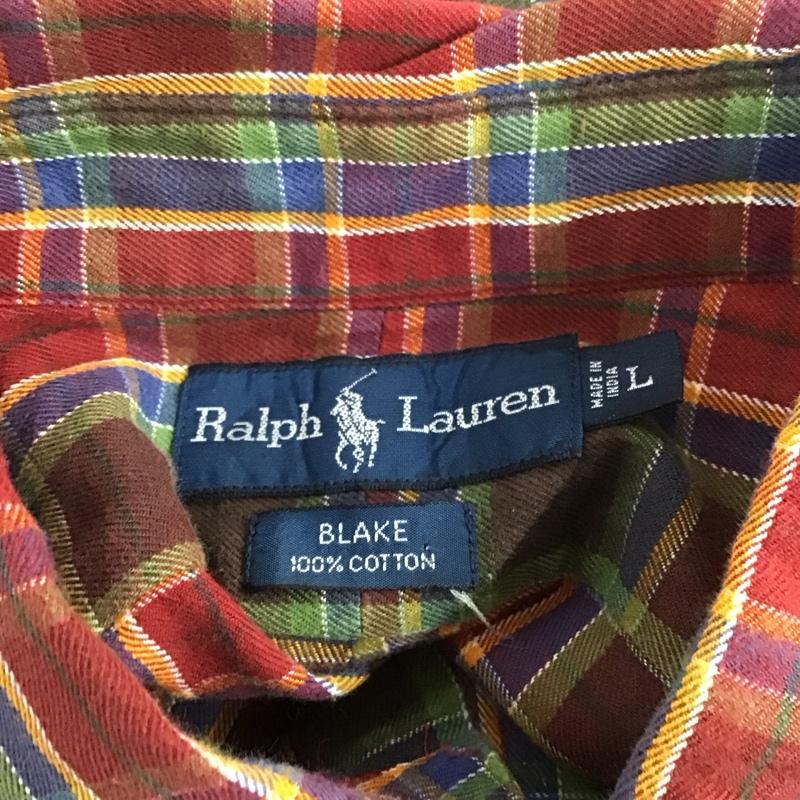 Ralph Lauren
MADE IN
INDIA
L
BLAKE
100% COTTON